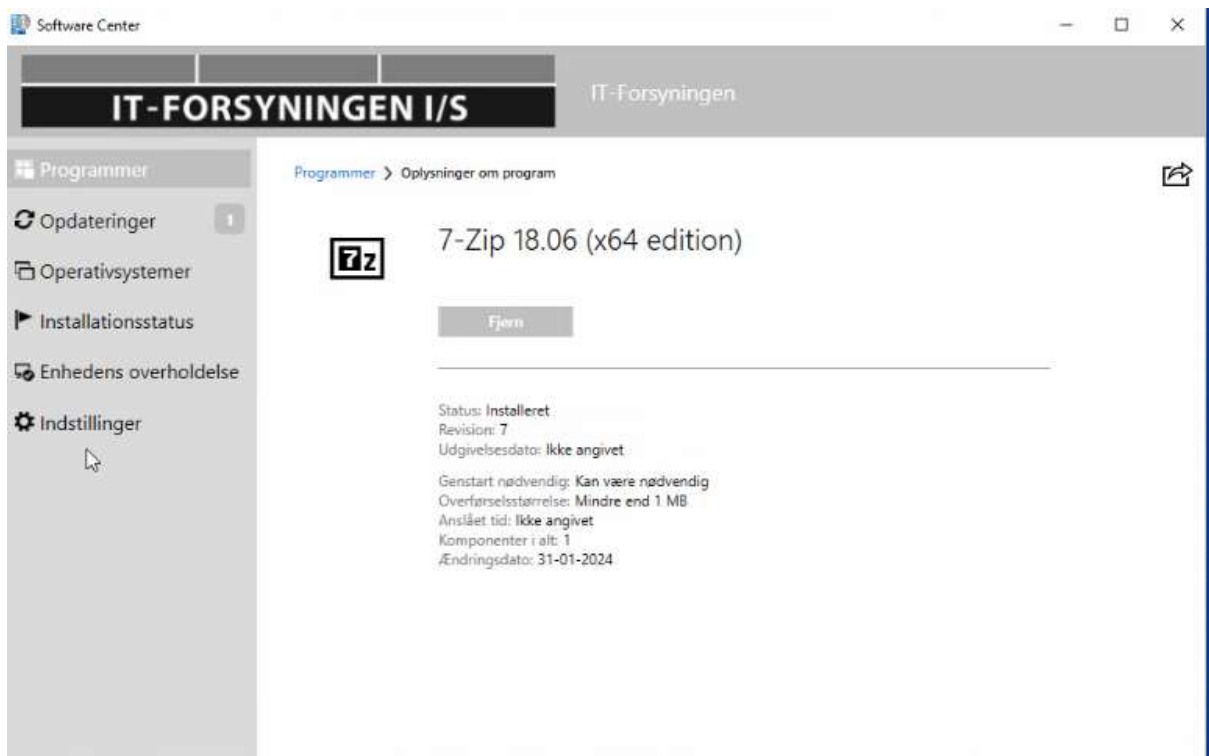 Software Center
IT-FORSYNINGEN I/S
IT-Forsyningen
Programmer
Opdateringer 1
Operativsystemer
Installationsstatus
Enhedens overholdelse
Indstillinger
Programmer > Oplysninger om program
7z
7-Zip 18.06 (x64 edition)
Fjern
Status: Installeret
Revision: 7
Udgivelsesdato: Ikke angivet
Genstart nødvendig: Kan være nødvendig
Overførselsstørrelse: Mindre end 1 MB
Anslået tid: Ikke angivet
Komponenter i alt: 1
Ændringsdato: 31-01-2024